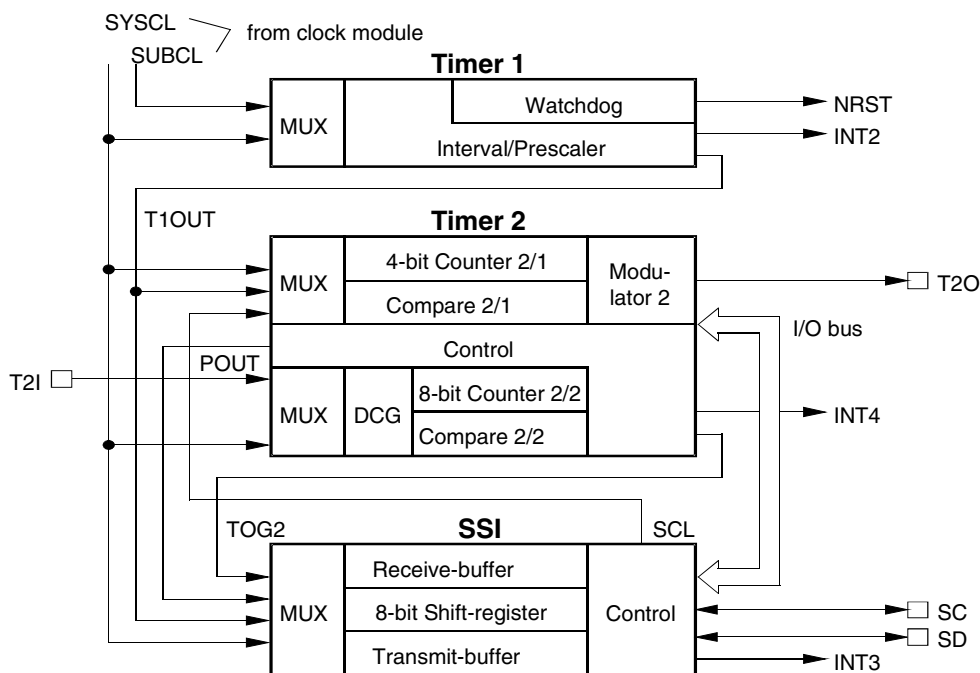 SYSCL
from clock module
SUBCL
Timer 1
Watchdog
NRST
MUX
INT2
Interval/Prescaler
T1OUT
Timer 2
4-bit Counter 2/1
Modu-
lator 2
MUX
T2O
Compare 2/1
I/O bus
Control
POUT
T2I
8-bit Counter 2/2
MUX
DCG
INT4
Compare 2/2
TOG2
SSI
SCL
Receive-buffer
MUX
8-bit Shift-register
Control
SC
SD
Transmit-buffer
INT3